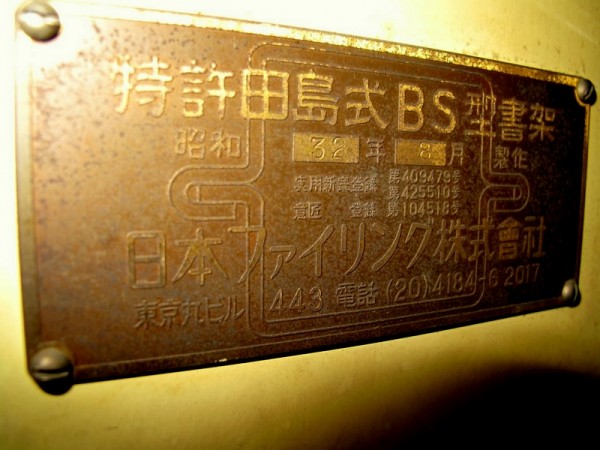 特許田島式BS型書架
昭和 32 年 8 月 製作
実用新案登録 第409479号
第425510号
意匠 登録 第104518号
日本ファイリング株式會社
東京丸ビル 443 電話 (20)4184-6 2017